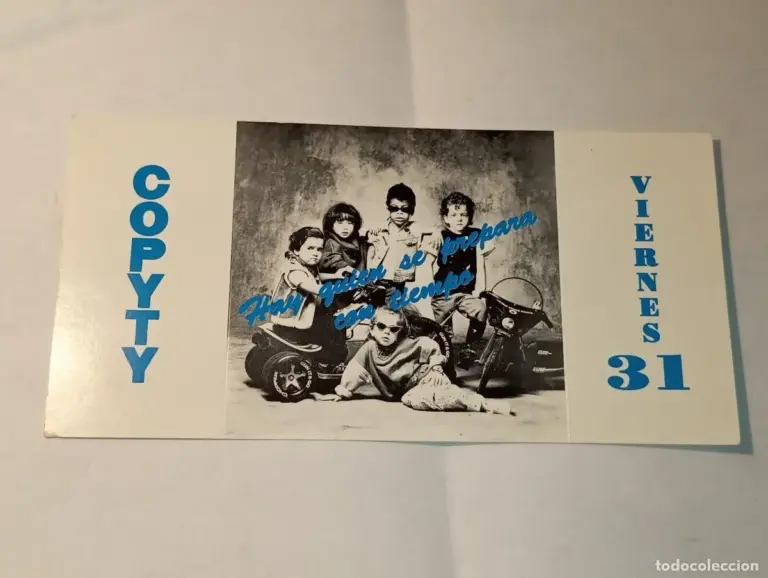 COPYTY
Hay quien se prepara
con tiempo
VIERNES
31
todocoleccion